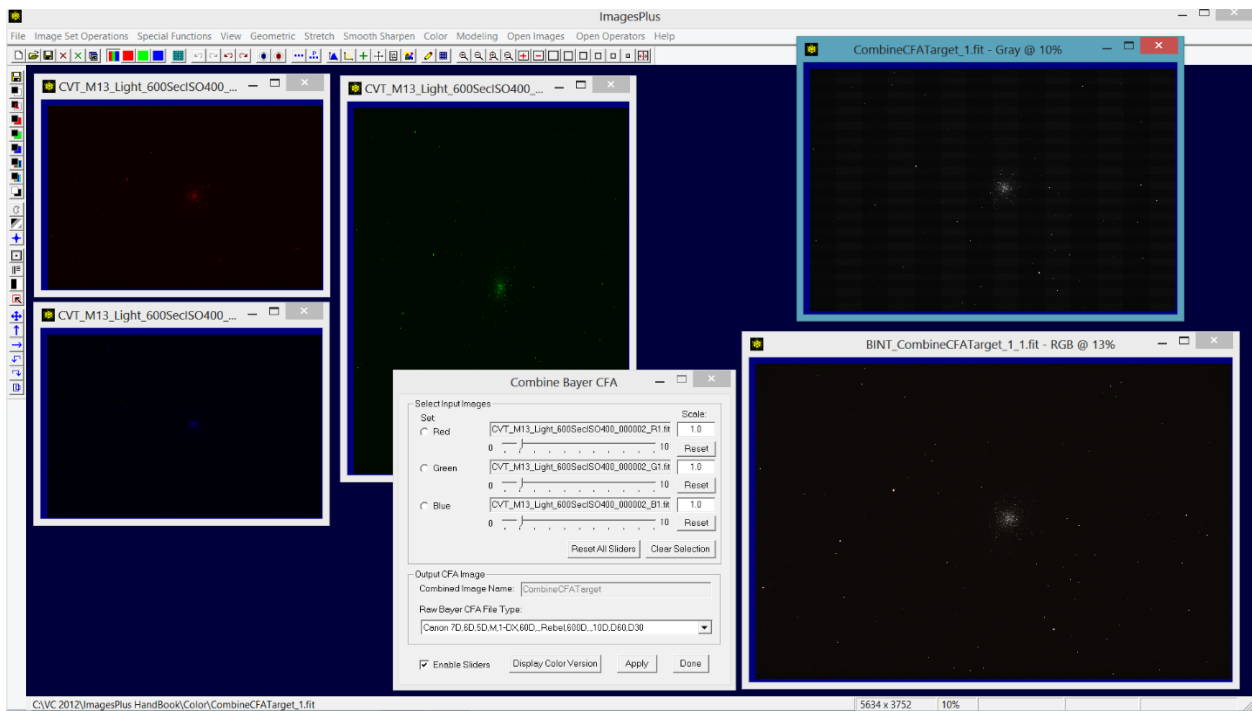 ImagesPlus
File Image Set Operations Special Functions View Geometric Stretch Smooth Sharpen Color Modeling Open Images Open Operators Help
CVT_M13_Light_600SecISO400_...
CVT_M13_Light_600SecISO400_...
CombineCFATarget_1.fit - Gray @ 10%
CVT_M13_Light_600SecISO400_...
BINT_CombineCFATarget_1_1.fit - RGB @ 13%
Combine Bayer CFA
Select Input Images
Set: Scale:
Red CVT_M13_Light_600SecISO400_000002_R1.fit 1.0
0 10 Reset
Green CVT_M13_Light_600SecISO400_000002_G1.fit 1.0
0 10 Reset
Blue CVT_M13_Light_600SecISO400_000002_B1.fit 1.0
0 10 Reset
Reset All Sliders Clear Selection
Output CFA Image
Combined Image Name: CombineCFATarget
Raw Bayer CFA File Type:
Canon 7D,6D,5D,M,1-DX,60D,..Rebel,600D,..,10D,D60,D30
Enable Sliders Display Color Version Apply Done
C:\VC 2012\ImagesPlus HandBook\Color\CombineCFATarget_1.fit 5634 x 3752 10%